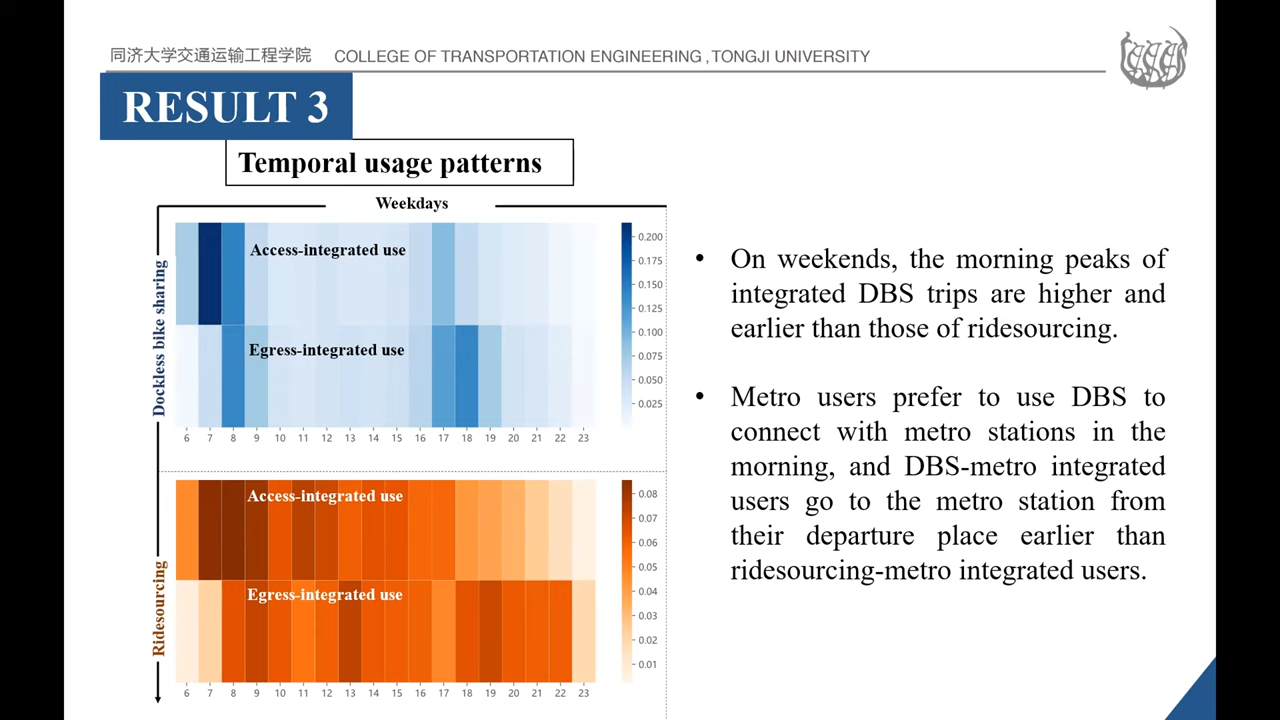 同济大学交通运输工程学院 COLLEGE OF TRANSPORTATION ENGINEERING , TONGJI UNIVERSITY
RESULT 3
Temporal usage patterns
Weekdays
Dockless bike sharing
Access-integrated use
Egress-integrated use
0.200
0.175
0.150
0.125
0.100
0.075
0.050
0.025
6 7 8 9 10 11 12 13 14 15 16 17 18 19 20 21 22 23
Ridesourcing
Access-integrated use
Egress-integrated use
0.08
0.07
0.06
0.05
0.04
0.03
0.02
0.01
6 7 8 9 10 11 12 13 14 15 16 17 18 19 20 21 22 23
• On weekends, the morning peaks of
integrated DBS trips are higher and
earlier than those of ridesourcing.
• Metro users prefer to use DBS to
connect with metro stations in the
morning, and DBS-metro integrated
users go to the metro station from
their departure place earlier than
ridesourcing-metro integrated users.